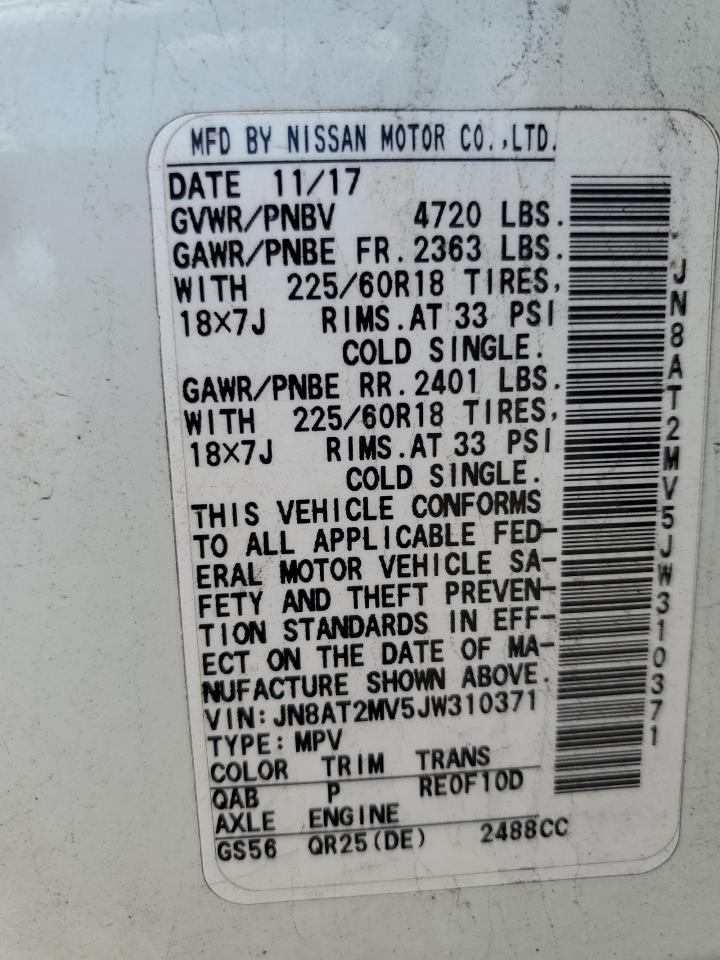 MFD BY NISSAN MOTOR CO.,LTD.
DATE 11/17
GVWR/PNBV 4720 LBS.
GAWR/PNBE FR.2363 LBS.
WITH 225/60R18 TIRES,
18×7J RIMS.AT 33 PSI
COLD SINGLE.
GAWR/PNBE RR.2401 LBS.
WITH 225/60R18 TIRES,
18×7J RIMS.AT 33 PSI
COLD SINGLE.
THIS VEHICLE CONFORMS
TO ALL APPLICABLE FED-
ERAL MOTOR VEHICLE SA-
FETY AND THEFT PREVEN-
TION STANDARDS IN EFF-
ECT ON THE DATE OF MA-
NUFACTURE SHOWN ABOVE.
VIN:JN8AT2MV5JW310371
TYPE:MPV
COLOR TRIM TRANS
QAB P RE0F10D
AXLE ENGINE
GS56 QR25(DE) 2488CC
JN8AT2MV5JW310371